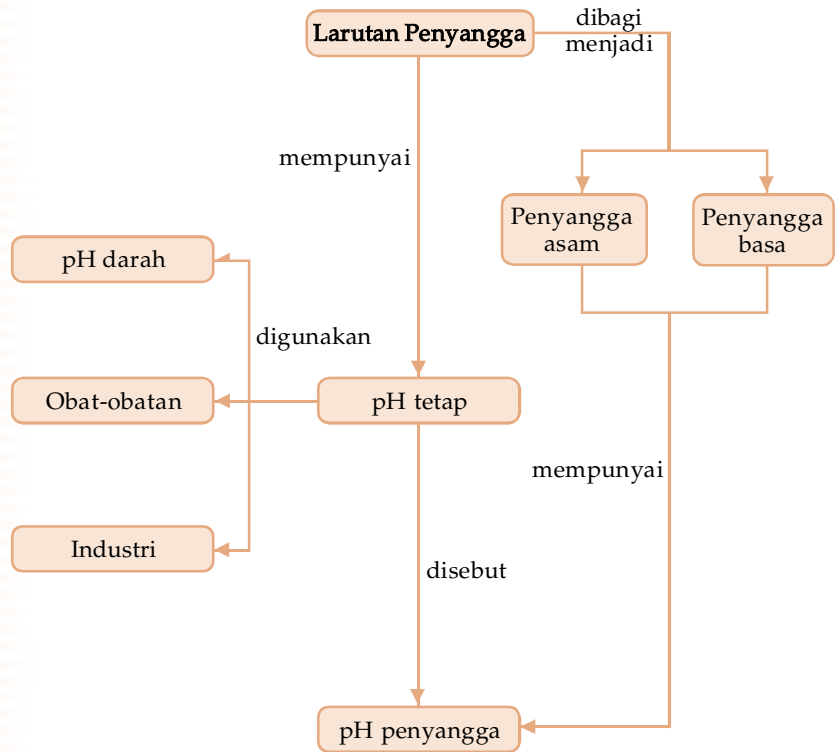 Larutan Penyangga
dibagi
menjadi
mempunyai
Penyangga
asam
Penyangga
basa
pH darah
digunakan
Obat-obatan
pH tetap
mempunyai
Industri
disebut
pH penyangga